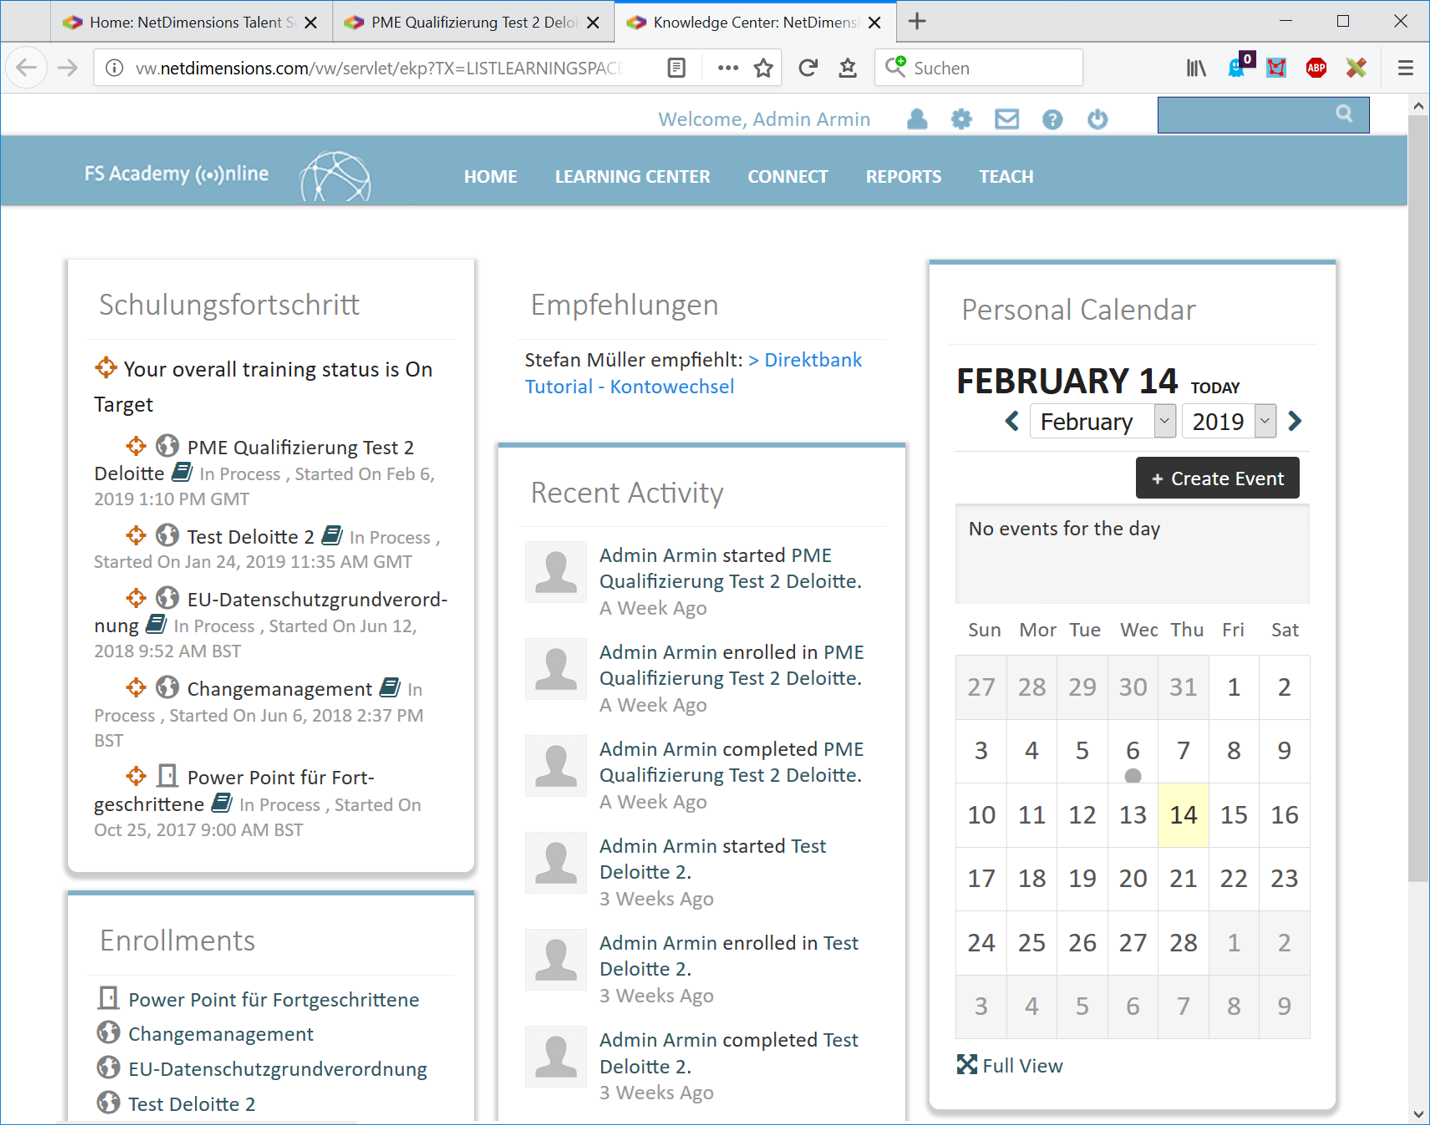 Home: NetDimensions Talent S
PME Qualifizierung Test 2 Deloi
Knowledge Center: NetDimens
vw.netdimensions.com/vw/servlet/ekp?TX=LISTLEARNINGSPACE
Suchen
0
ABP
Welcome, Admin Armin
FS Academy ((•)nline
HOME LEARNING CENTER CONNECT REPORTS TEACH
Schulungsfortschritt
Your overall training status is On
Target
PME Qualifizierung Test 2
Deloitte In Process , Started On Feb 6,
2019 1:10 PM GMT
Test Deloitte 2 In Process ,
Started On Jan 24, 2019 11:35 AM GMT
EU-Datenschutzgrundverord-
nung In Process , Started On Jun 12,
2018 9:52 AM BST
Changemanagement In
Process , Started On Jun 6, 2018 2:37 PM
BST
Power Point für Fort-
geschrittene In Process , Started On
Oct 25, 2017 9:00 AM BST
Enrollments
Power Point für Fortgeschrittene
Changemanagement
EU-Datenschutzgrundverordnung
Test Deloitte 2
Empfehlungen
Stefan Müller empfiehlt: > Direktbank
Tutorial - Kontowechsel
Recent Activity
Admin Armin started PME
Qualifizierung Test 2 Deloitte.
A Week Ago
Admin Armin enrolled in PME
Qualifizierung Test 2 Deloitte.
A Week Ago
Admin Armin completed PME
Qualifizierung Test 2 Deloitte.
A Week Ago
Admin Armin started Test
Deloitte 2.
3 Weeks Ago
Admin Armin enrolled in Test
Deloitte 2.
3 Weeks Ago
Admin Armin completed Test
Deloitte 2.
3 Weeks Ago
Personal Calendar
FEBRUARY 14 TODAY
February 2019
+ Create Event
No events for the day
Sun Mor Tue Wec Thu Fri Sat
27 28 29 30 31 1 2
3 4 5 6 7 8 9
10 11 12 13 14 15 16
17 18 19 20 21 22 23
24 25 26 27 28 1 2
3 4 5 6 7 8 9
Full View